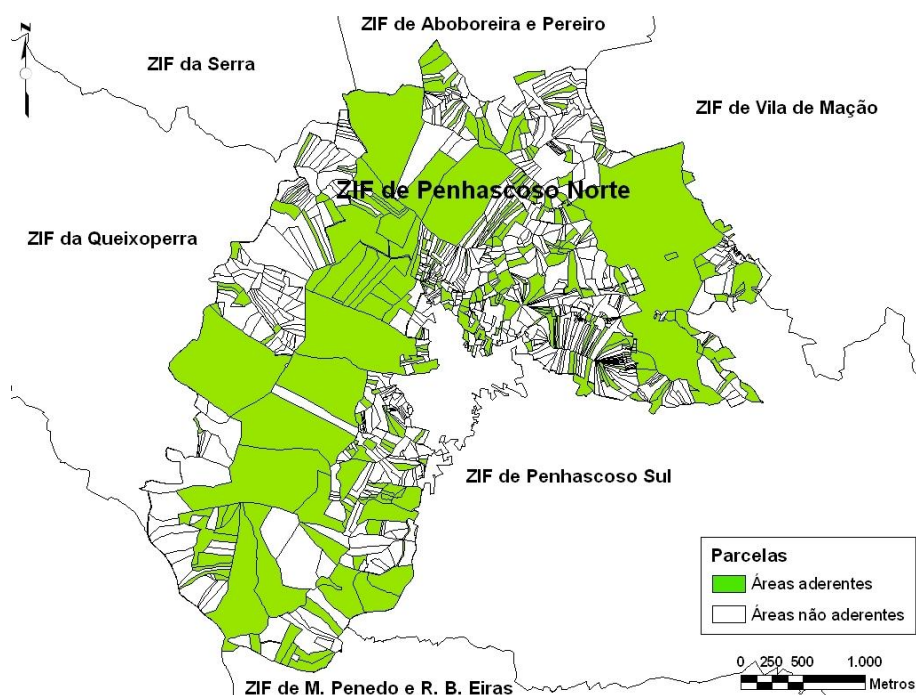 ZIF de Aboboreira e Pereiro
N
ZIF da Serra
ZIF de Vila de Mação
ZIF de Penhascoso Norte
ZIF da Queixoperra
ZIF de Penhascoso Sul
Parcelas
Áreas aderentes
Áreas não aderentes
0 250 500 1.000
Metros
ZIF de M. Penedo e R. B. Eiras